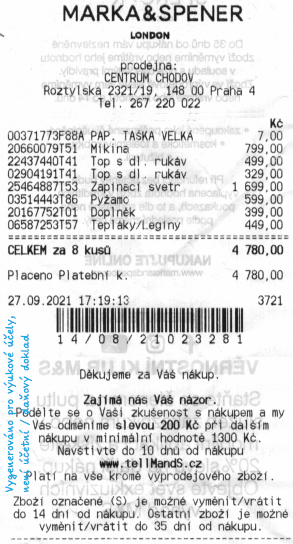 MARKA&SPENER
LONDON
prodejna:
CENTRUM CHODOV
Roztylska 2321/19, 148 00 Praha 4
Tel. 267 220 022
Kč
00371773F88A PAP. TAŠKA VELKÁ 7,00
20660079T51 Mikina 799,00
22437440T41 Top s dl. rukáv 499,00
02904191T41 Top s dl. rukáv 329,00
25464887T53 Zapínací svetr 1 699,00
03514443T86 Pyžamo 599,00
20167752T01 Doplněk 399,00
06587253T57 Tepláky/Leginy 449,00
CELKEM za 8 kusů 4 780,00
Placeno Platební k. 4 780,00
27.09.2021 17:19:13 3721
14/08/21023281
Děkujeme za Váš nákup.
Zajímá nás Váš názor.
Podělte se o Vaši zkušenost s nákupem a my
Vás odměníme slevou 200 Kč při dalším
nákupu v minimální hodnotě 1300 Kč.
Navštivte do 10 dnů od nákupu
www.tellMandS.cz
Platí na vše kromě výprodejového zboží.
Zboží označené (S) je možné vyměnit/vrátit
do 14 dní od nákupu. Ostatní zboží je možné
vyměnit/vrátit do 35 dní od nákupu.
Vygenerováno pro výukové účely,
není účetní / daňový doklad